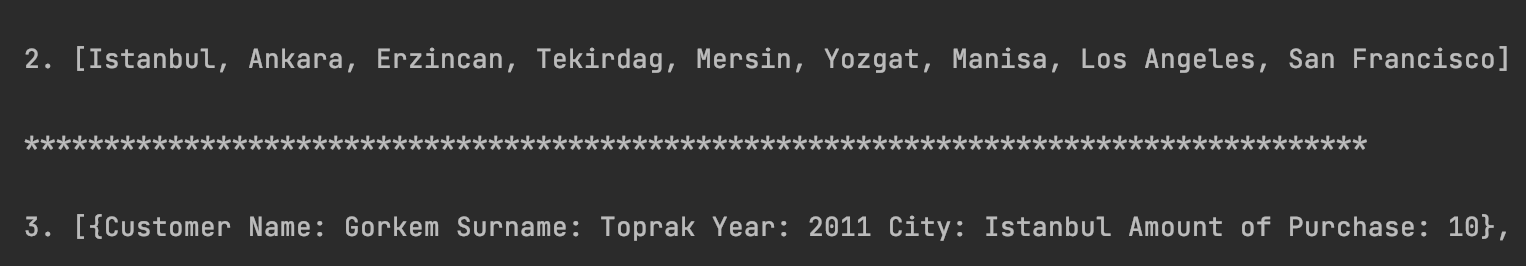 2. [Istanbul, Ankara, Erzincan, Tekirdag, Mersin, Yozgat, Manisa, Los Angeles, San Francisco]
************************************************************************************
3. [{Customer Name: Gorkem Surname: Toprak Year: 2011 City: Istanbul Amount of Purchase: 10},